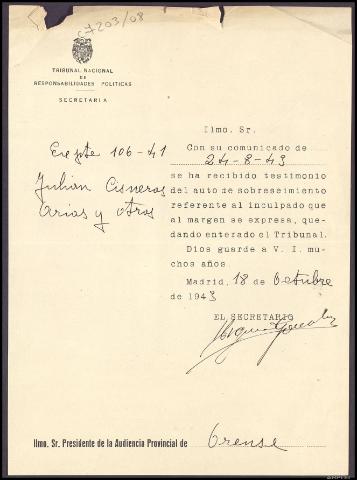 c7203/08
TRIBUNAL NACIONAL
DE
RESPONSABILIDADES POLITICAS
SECRETARIA
Expte 106-41
Julian Cisneros
Arias y otros
Ilmo. Sr.
Con su comunicado de
24-8-43
se ha recibido testimonio
del auto de sobreseimiento
referente al inculpado que
al margen se expresa, que-
dando enterado el Tribunal.
Dios guarde a V. I. mu-
chos años.
Madrid, 18 de Octubre
de 1943
EL SECRETARIO
Ilmo. Sr. Presidente de la Audiencia Provincial de Orense